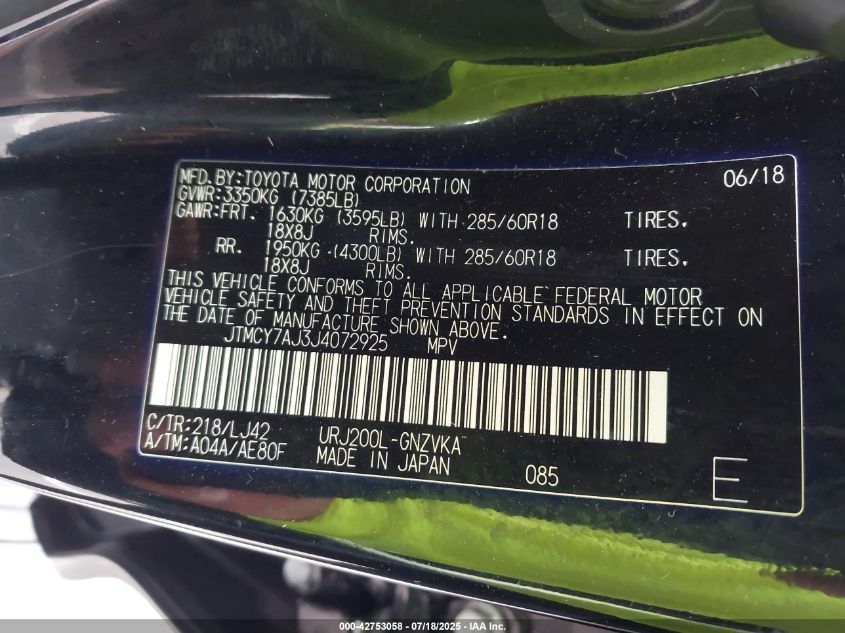 MFD.BY:TOYOTA MOTOR CORPORATION 06/18
GVWR:3350KG (7385LB)
GAWR:FRT. 1630KG (3595LB) WITH 285/60R18 TIRES.
18X8J RIMS.
RR. 1950KG (4300LB) WITH 285/60R18 TIRES.
18X8J RIMS.
THIS VEHICLE CONFORMS TO ALL APPLICABLE FEDERAL MOTOR
VEHICLE SAFETY AND THEFT PREVENTION STANDARDS IN EFFECT ON
THE DATE OF MANUFACTURE SHOWN ABOVE.
JTMCY7AJ3J4072925 MPV
C/TR:218/LJ42 URJ200L-GNZVKA
A/TM:A04A/AE80F MADE IN JAPAN 085 E
000-42753058 - 07/18/2025 - IAAI.COM